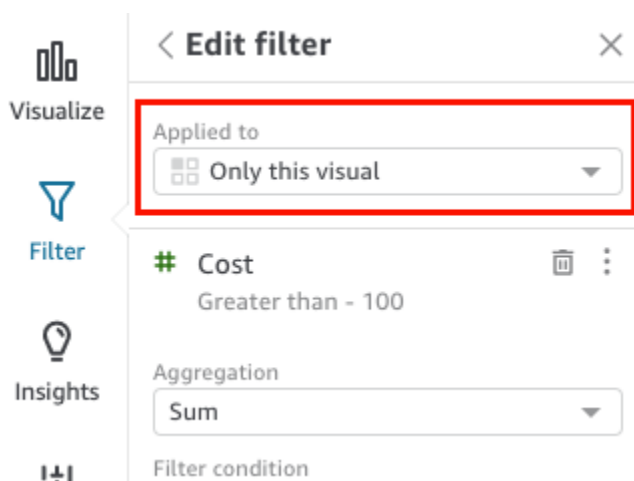 Edit filter
Visualize
Applied to
Only this visual
Filter
# Cost
Greater than - 100
Insights
Aggregation
Sum
Filter condition